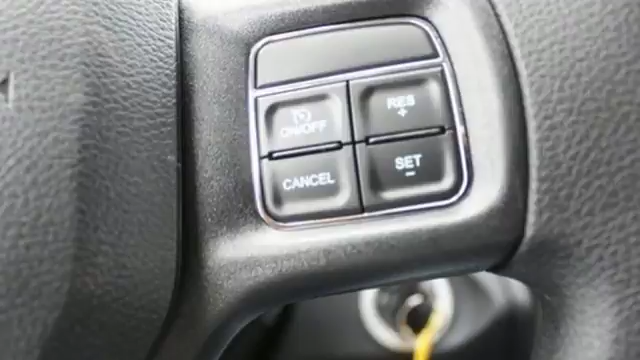 ON/OFF
RES
+
CANCEL
SET
-